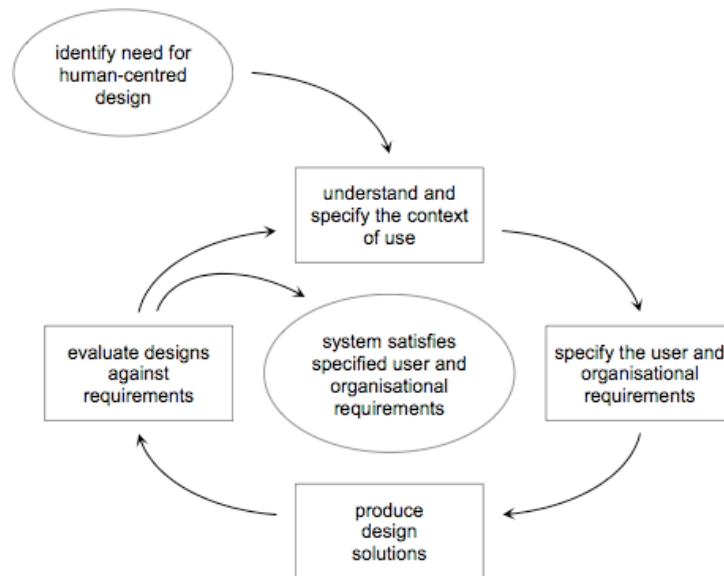 identify need for
human-centred
design
understand and
specify the context
of use
evaluate designs
against
requirements
system satisfies
specified user and
organisational
requirements
specify the user and
organisational
requirements
produce
design
solutions